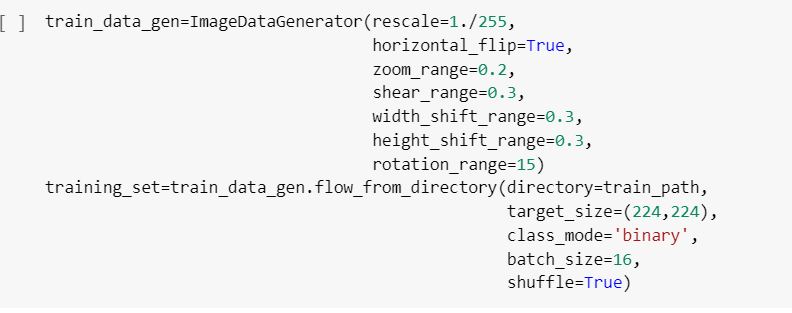 [ ] train_data_gen=ImageDataGenerator(rescale=1./255,
horizontal_flip=True,
zoom_range=0.2,
shear_range=0.3,
width_shift_range=0.3,
height_shift_range=0.3,
rotation_range=15)
training_set=train_data_gen.flow_from_directory(directory=train_path,
target_size=(224,224),
class_mode='binary',
batch_size=16,
shuffle=True)